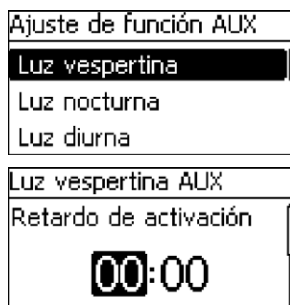 Ajuste de función AUX
Luz vespertina
Luz nocturna
Luz diurna
Luz vespertina AUX
Retardo de activación
00:00